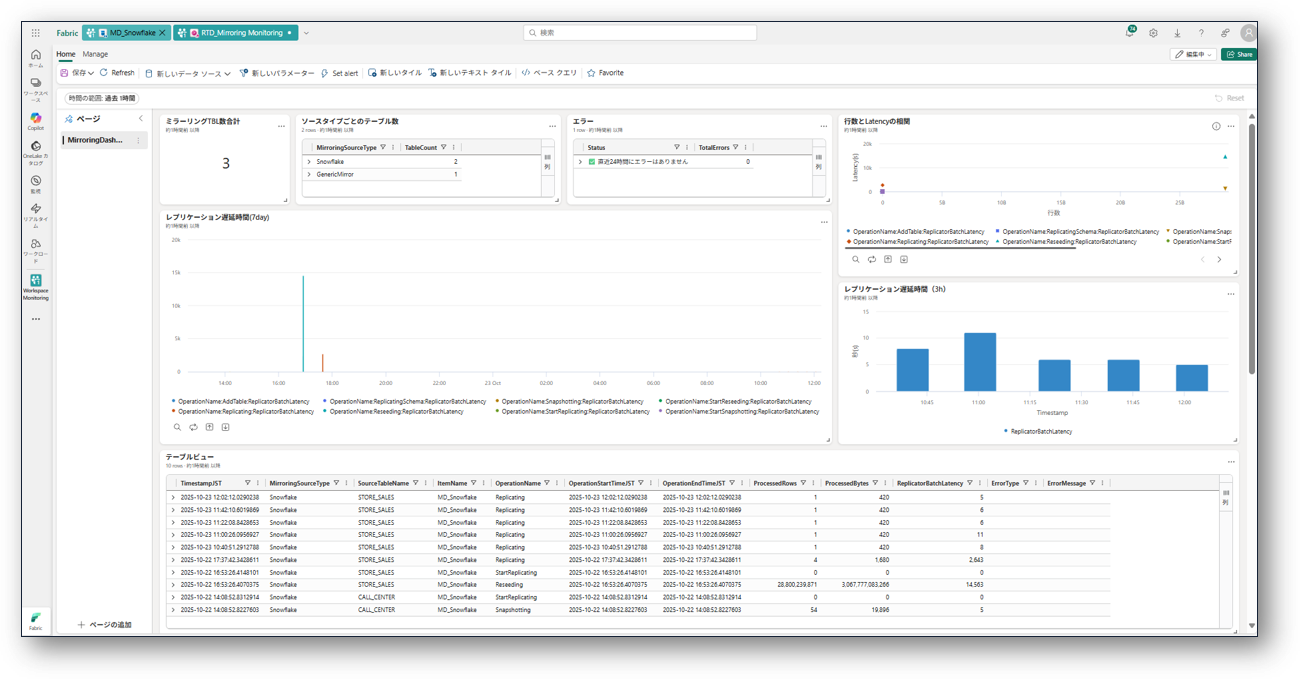 Fabric MD_Snowflake RTD_Mirroring Monitoring 検索
Home Manage 編集中 Share
保存 Refresh 新しいデータ ソース 新しいパラメーター Set alert 新しいタイル 新しいテキスト タイル ベース クエリ Favorite
時間の範囲: 過去 1時間 Reset
ホーム
ワークスペース
Copilot
OneLake カタログ
監視
リアルタイム
ワークロード
Workspace Monitoring
Fabric
ページ
MirroringDash...
ページの追加
ミラーリングTBL数合計
約1時間前 以降
3
ソースタイプごとのテーブル数
2 rows · 約1時間前 以降
MirroringSourceType TableCount
Snowflake 2
GenericMirror 1
列
エラー
1 row · 約1時間前 以降
Status TotalErrors
直近24時間にエラーはありません 0
列
行数とLatencyの相関
約1時間前 以降
20k
10k
0
Latency(s)
0 5B 10B 15B 20B 25B
行数
OperationName:AddTable:ReplicatorBatchLatency OperationName:ReplicatingSchema:ReplicatorBatchLatency OperationName:Snaps
OperationName:Replicating:ReplicatorBatchLatency OperationName:Reseeding:ReplicatorBatchLatency OperationName:StartF
レプリケーション遅延時間(7day)
約1時間前 以降
20k
15k
10k
5k
0
14:00 16:00 18:00 20:00 22:00 23 Oct 02:00 04:00 06:00 08:00 10:00 12:00
OperationName:AddTable:ReplicatorBatchLatency OperationName:ReplicatingSchema:ReplicatorBatchLatency OperationName:Snapshotting:ReplicatorBatchLatency OperationName:StartReseeding:ReplicatorBatchLatency
OperationName:Replicating:ReplicatorBatchLatency OperationName:Reseeding:ReplicatorBatchLatency OperationName:StartReplicating:ReplicatorBatchLatency OperationName:StartSnapshotting:ReplicatorBatchLatency
レプリケーション遅延時間（3h）
約1時間前 以降
15
10
5
0
秒(s)
10:45 11:00 11:15 11:30 11:45 12:00
Timestamp
ReplicatorBatchLatency
テーブルビュー
10 rows · 約1時間前 以降
TimestampJST MirroringSourceType SourceTableName ItemName OperationName OperationStartTimeJST OperationEndTimeJST ProcessedRows ProcessedBytes ReplicatorBatchLatency ErrorType ErrorMessage
2025-10-23 12:02:12.0290238 Snowflake STORE_SALES MD_Snowflake Replicating 2025-10-23 12:02:12.0290238 2025-10-23 12:02:12.0290238 1 420 5
2025-10-23 11:42:10.6019869 Snowflake STORE_SALES MD_Snowflake Replicating 2025-10-23 11:42:10.6019869 2025-10-23 11:42:10.6019869 1 420 6
2025-10-23 11:22:08.8428653 Snowflake STORE_SALES MD_Snowflake Replicating 2025-10-23 11:22:08.8428653 2025-10-23 11:22:08.8428653 1 420 6
2025-10-23 11:00:26.0956927 Snowflake STORE_SALES MD_Snowflake Replicating 2025-10-23 11:00:26.0956927 2025-10-23 11:00:26.0956927 1 420 11
2025-10-23 10:40:51.2912788 Snowflake STORE_SALES MD_Snowflake Replicating 2025-10-23 10:40:51.2912788 2025-10-23 10:40:51.2912788 1 420 8
2025-10-22 17:37:42.3428611 Snowflake STORE_SALES MD_Snowflake Replicating 2025-10-22 17:37:42.3428611 2025-10-22 17:37:42.3428611 4 1,680 2,643
2025-10-22 16:53:26.4148101 Snowflake STORE_SALES MD_Snowflake StartReplicating 2025-10-22 16:53:26.4148101 2025-10-22 16:53:26.4148101 0 0 0
2025-10-22 16:53:26.4070375 Snowflake STORE_SALES MD_Snowflake Reseeding 2025-10-22 16:53:26.4070375 2025-10-22 16:53:26.4070375 28,800,239,871 3,067,777,083,266 14,563
2025-10-22 14:08:52.8312914 Snowflake CALL_CENTER MD_Snowflake StartReplicating 2025-10-22 14:08:52.8312914 2025-10-22 14:08:52.8312914 0 0 0
2025-10-22 14:08:52.8227603 Snowflake CALL_CENTER MD_Snowflake Snapshotting 2025-10-22 14:08:52.8227603 2025-10-22 14:08:52.8227603 54 19,896 5
列